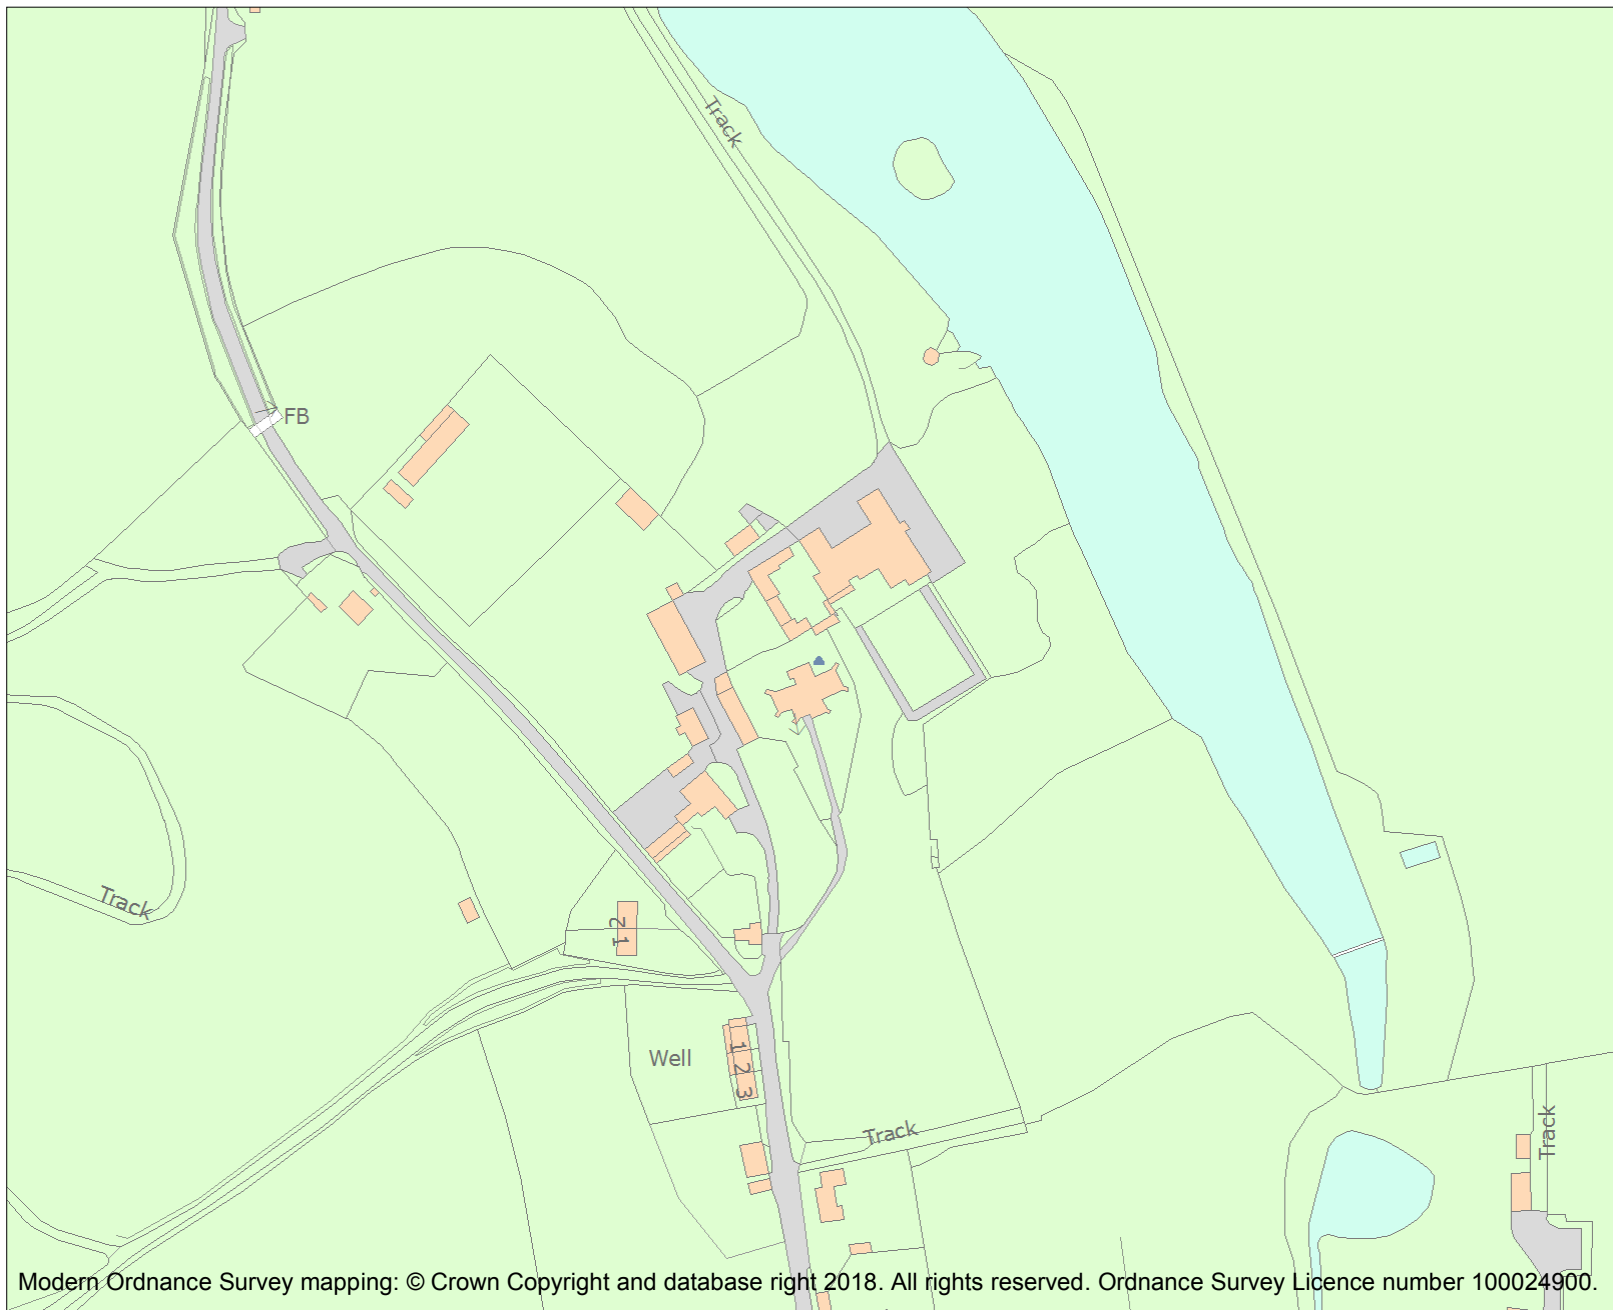 Track
FB
Track
2
1
Well
1
2
3
Track
Track
Modern Ordnance Survey mapping: © Crown Copyright and database right 2018. All rights reserved. Ordnance Survey Licence number 100024900.